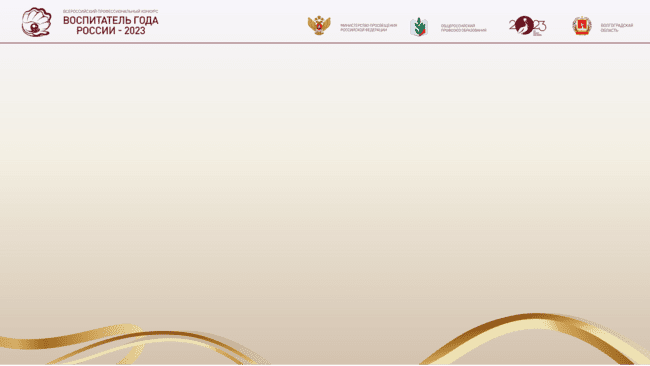 ВСЕРОССИЙСКИЙ ПРОФЕССИОНАЛЬНЫЙ КОНКУРС
ВОСПИТАТЕЛЬ ГОДА
РОССИИ - 2023
МИНИСТЕРСТВО ПРОСВЕЩЕНИЯ
РОССИЙСКОЙ ФЕДЕРАЦИИ
ОБЩЕРОССИЙСКИЙ
ПРОФСОЮЗ ОБРАЗОВАНИЯ
2023
ВОЛГОГРАДСКАЯ
ОБЛАСТЬ